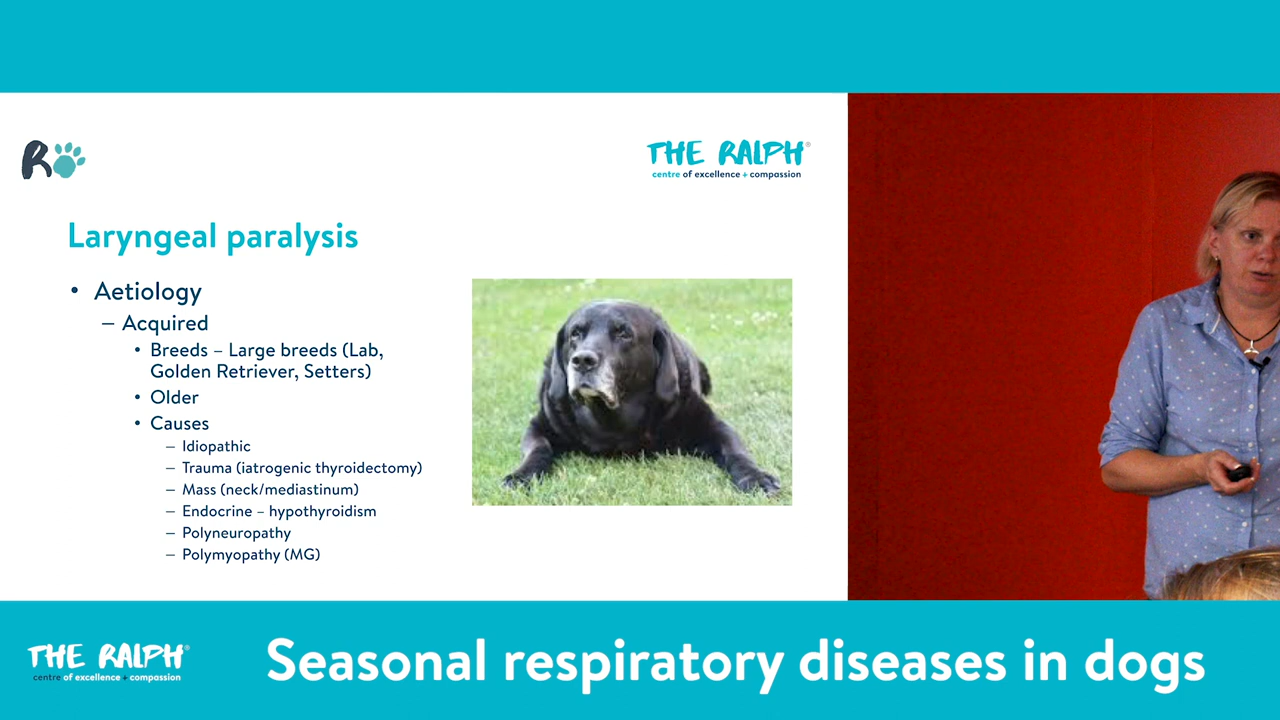 R
THE RALPH®
centre of excellence + compassion
Laryngeal paralysis
• Aetiology
– Acquired
• Breeds – Large breeds (Lab,
Golden Retriever, Setters)
• Older
• Causes
– Idiopathic
– Trauma (iatrogenic thyroidectomy)
– Mass (neck/mediastinum)
– Endocrine – hypothyroidism
– Polyneuropathy
– Polymyopathy (MG)
THE RALPH®
centre of excellence + compassion
Seasonal respiratory diseases in dogs